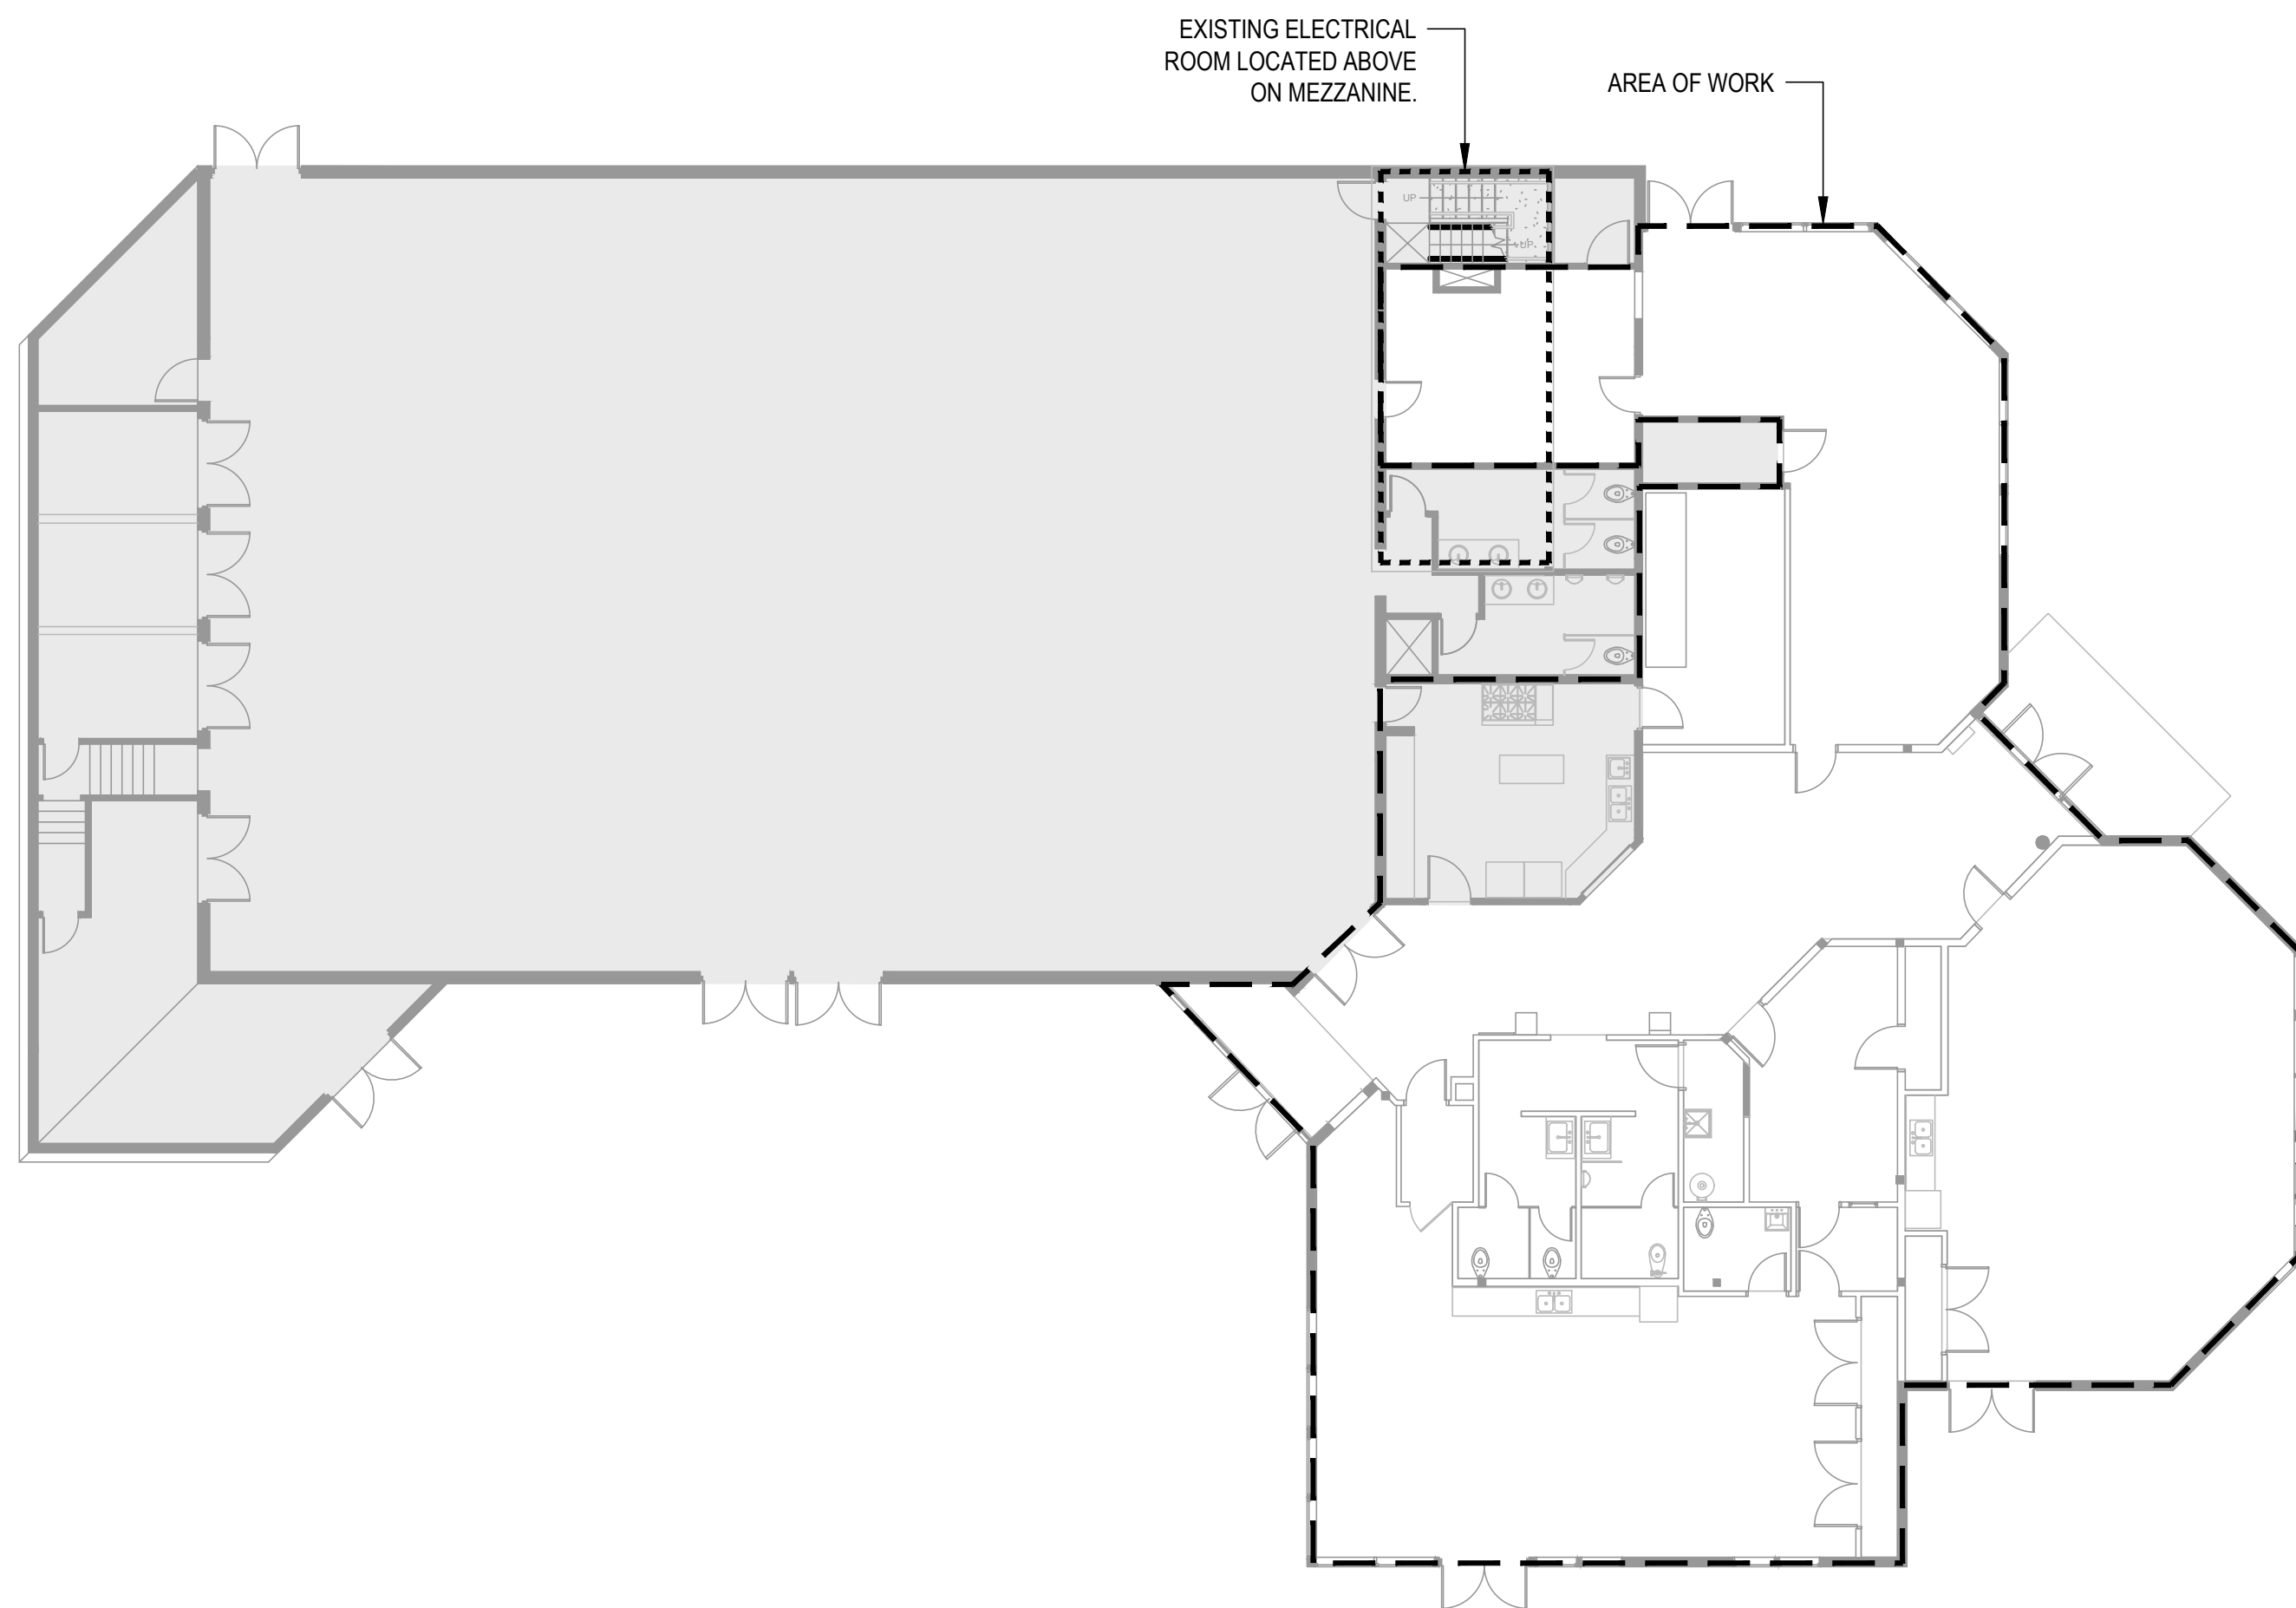 EXISTING ELECTRICAL
ROOM LOCATED ABOVE
ON MEZZANINE.
AREA OF WORK
UP
UP